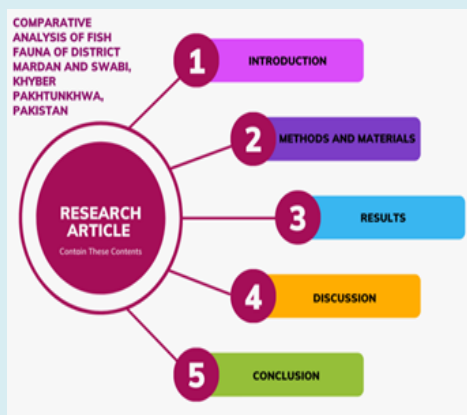 COMPARATIVE
ANALYSIS OF FISH
FAUNA OF DISTRICT
MARDAN AND SWABI,
KHYBER
PAKHTUNKHWA,
PAKISTAN
RESEARCH
ARTICLE
Contain These Contents
1 INTRODUCTION
2 METHODS AND MATERIALS
3 RESULTS
4 DISCUSSION
5 CONCLUSION